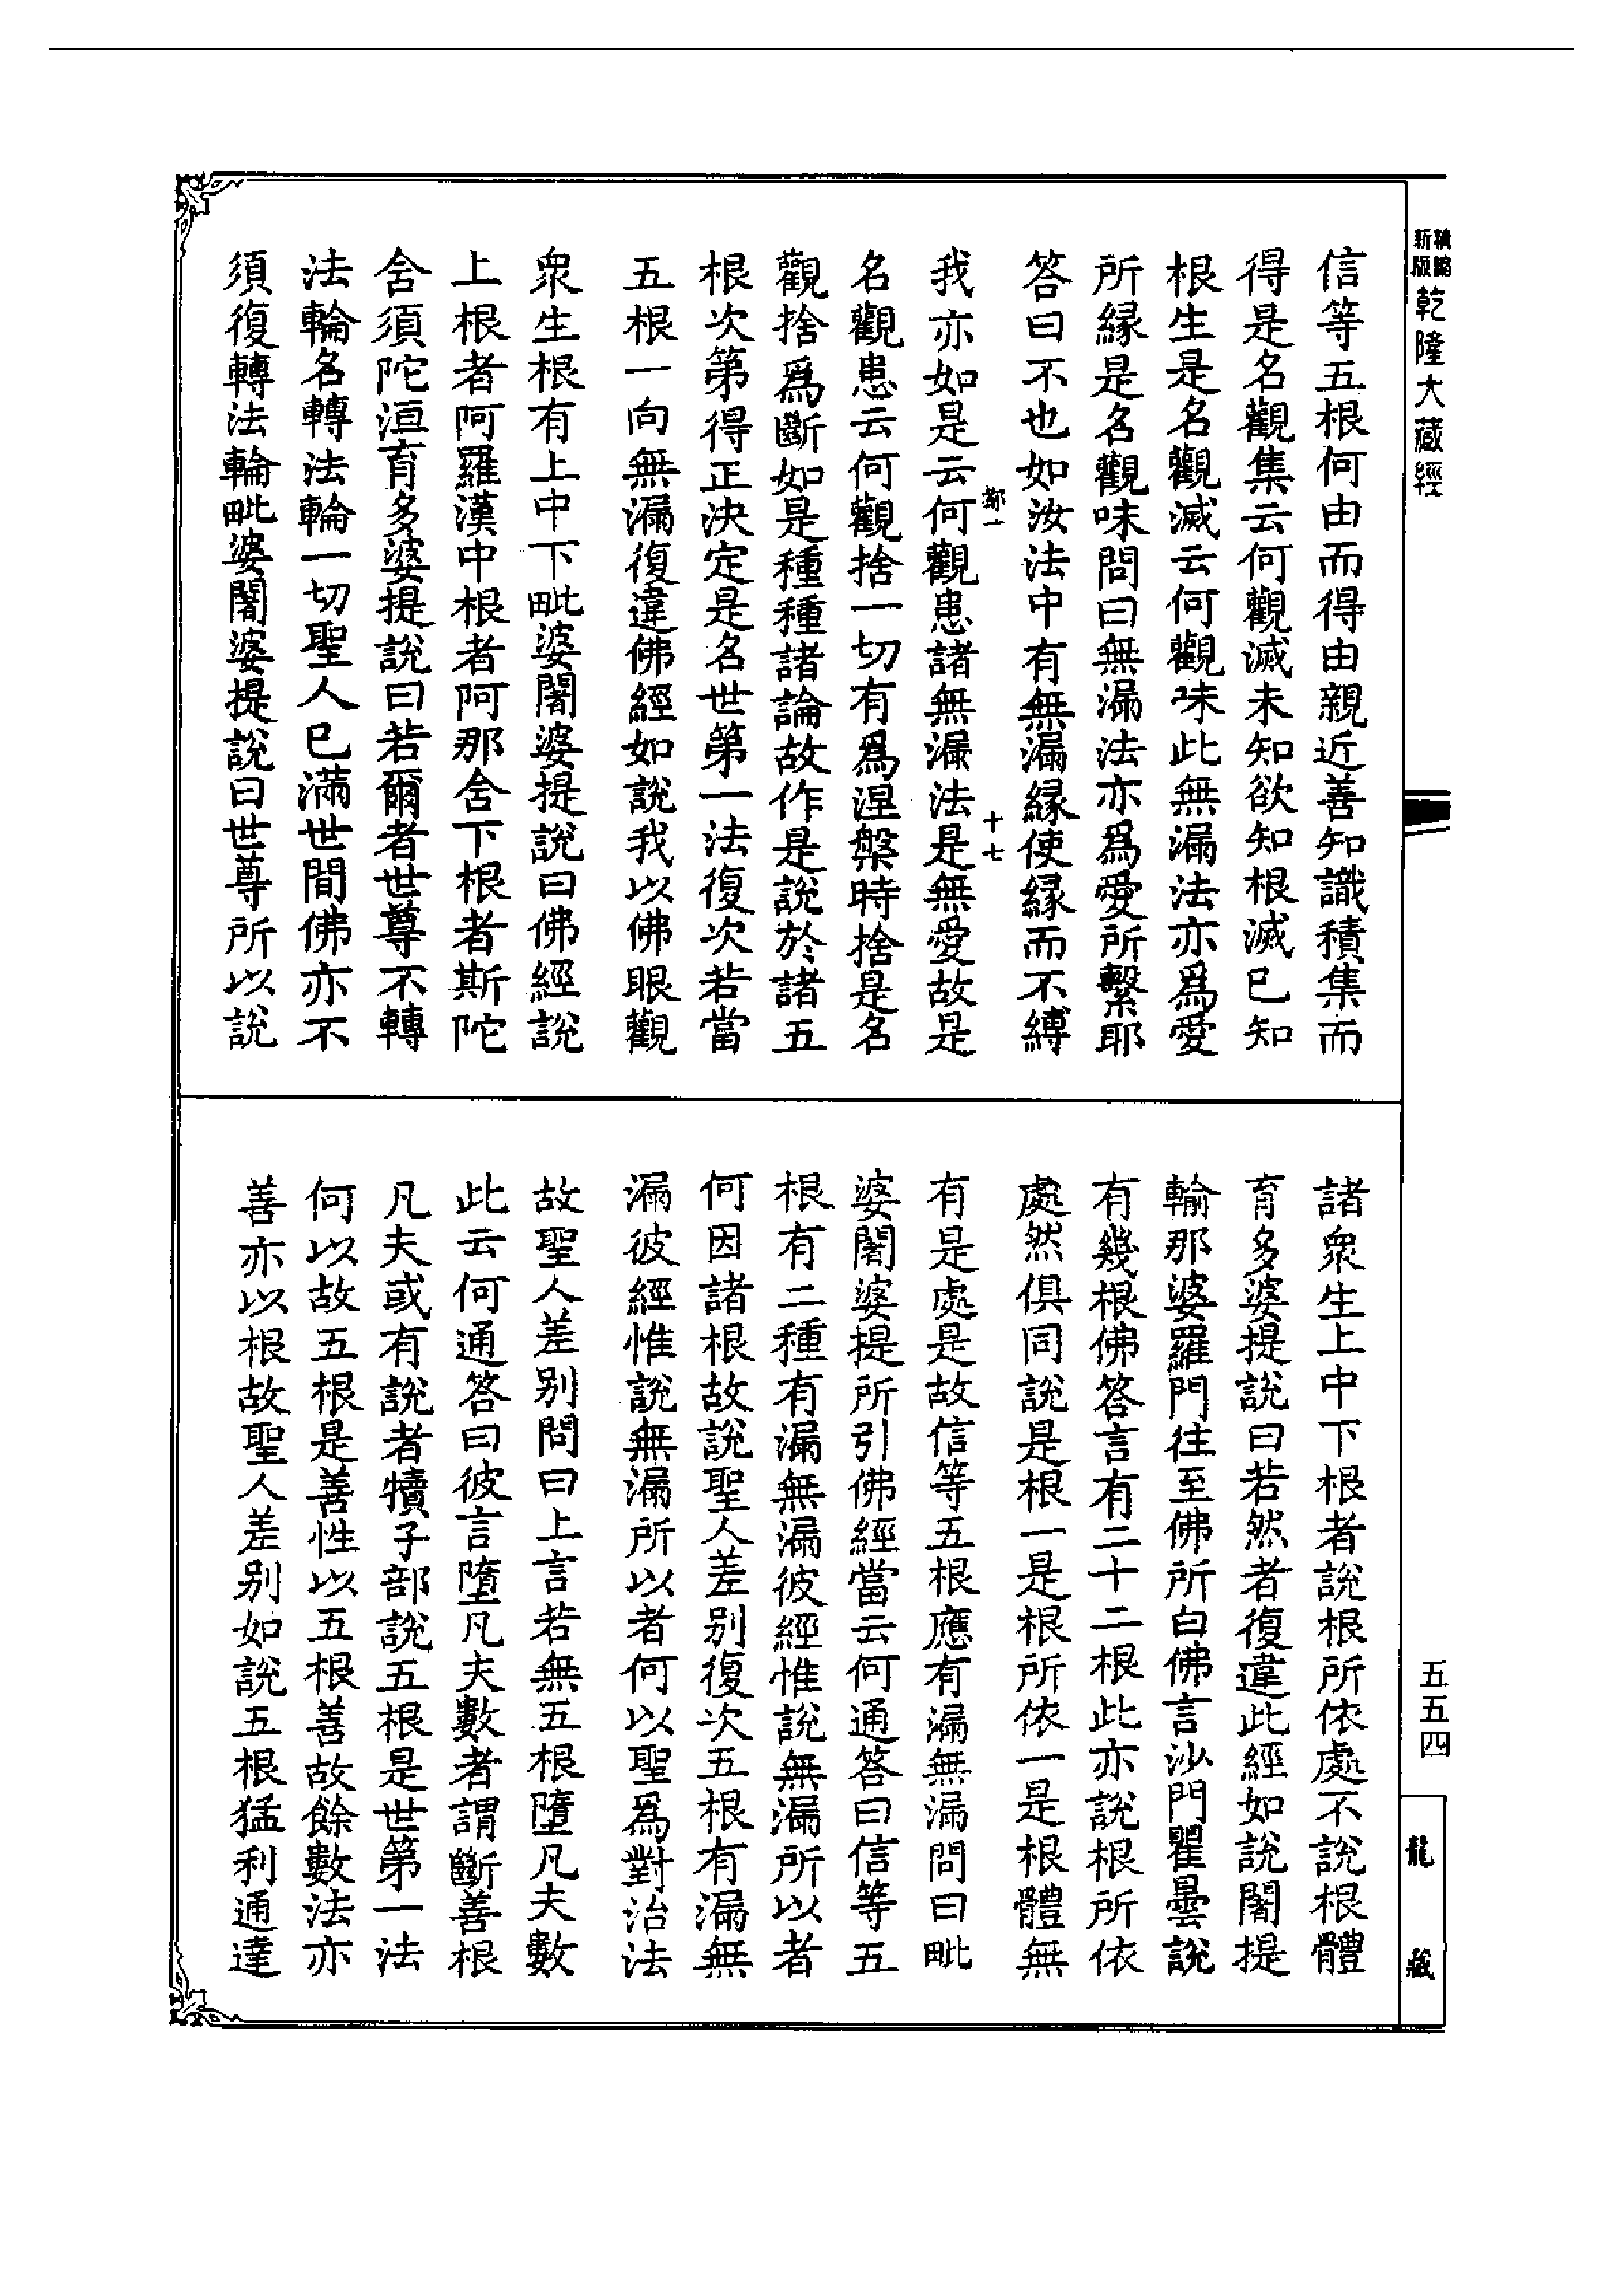 新版
乾隆大藏經
信等五根何由而得由親近善知識積集而
得是名觀集云何觀滅未知欲知根滅已知
根生是名觀滅云何觀味此無漏法亦爲愛
所緣是名觀味問曰無漏法亦爲愛所繫耶
答曰不也如汝法中有無漏緣使緣而不縛
十七
我亦如是云何觀患諸無漏法是無愛故是
名觀患云何觀捨一切有爲涅槃時捨是名
觀捨爲斷如是種種諸論故作是說於諸五
根次第得正決定是名世第一法復次若當
五根一向無漏復違佛經如說我以佛眼觀
衆生根有上中下毗婆闍婆提說曰佛經說
上根者阿羅漢中根者阿那含下根者斯陀
含須陀洹育多婆提說曰若爾者世尊不轉
法輪名轉法輪一切聖人已滿世間佛亦不
須復轉法輪毗婆闍婆提說曰世尊所以說
諸衆生上中下根者說根所依處不說根體
育多婆提說曰若然者復違此經如說闍提
輸那婆羅門往至佛所白佛言沙門瞿曇說
有幾根佛答言有二十二根此亦說根所依
處然俱同說是根一是根所依一是根體無
有是處是故信等五根應有漏無漏問曰毗
婆闍婆提所引佛經當云何通答曰信等五
根有二種有漏無漏彼經惟說無漏所以者
何因諸根故說聖人差別復次五根有漏無
漏彼經惟說無漏所以者何以聖爲對治法
故聖人差別問曰上言若無五根墮凡夫數
此云何通答曰彼言墮凡夫數者謂斷善根
凡夫或有說者犢子部說五根是世第一法
何以故五根是善性以五根善故餘數法亦
善亦以根故聖人差別如說五根猛利通達
五五四
龍藏